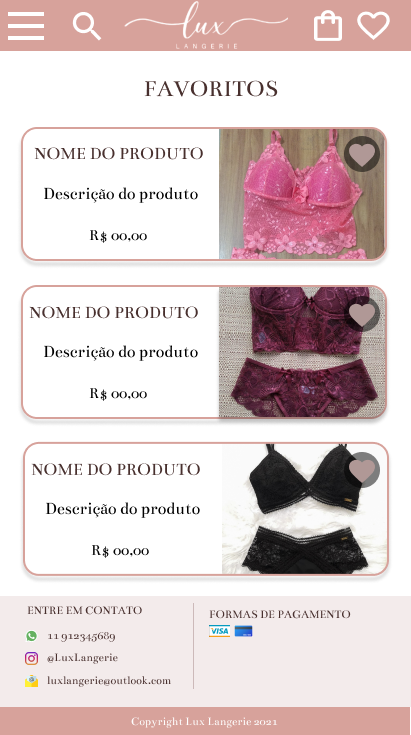 lux
LANGERIE
FAVORITOS
NOME DO PRODUTO
Descrição do produto
R$ 00,00
NOME DO PRODUTO
Descrição do produto
R$ 00,00
NOME DO PRODUTO
Descrição do produto
R$ 00,00
ENTRE EM CONTATO
11 912345689
@LuxLangerie
luxlangerie@outlook.com
FORMAS DE PAGAMENTO
VISA
Copyright Lux Langerie 2021